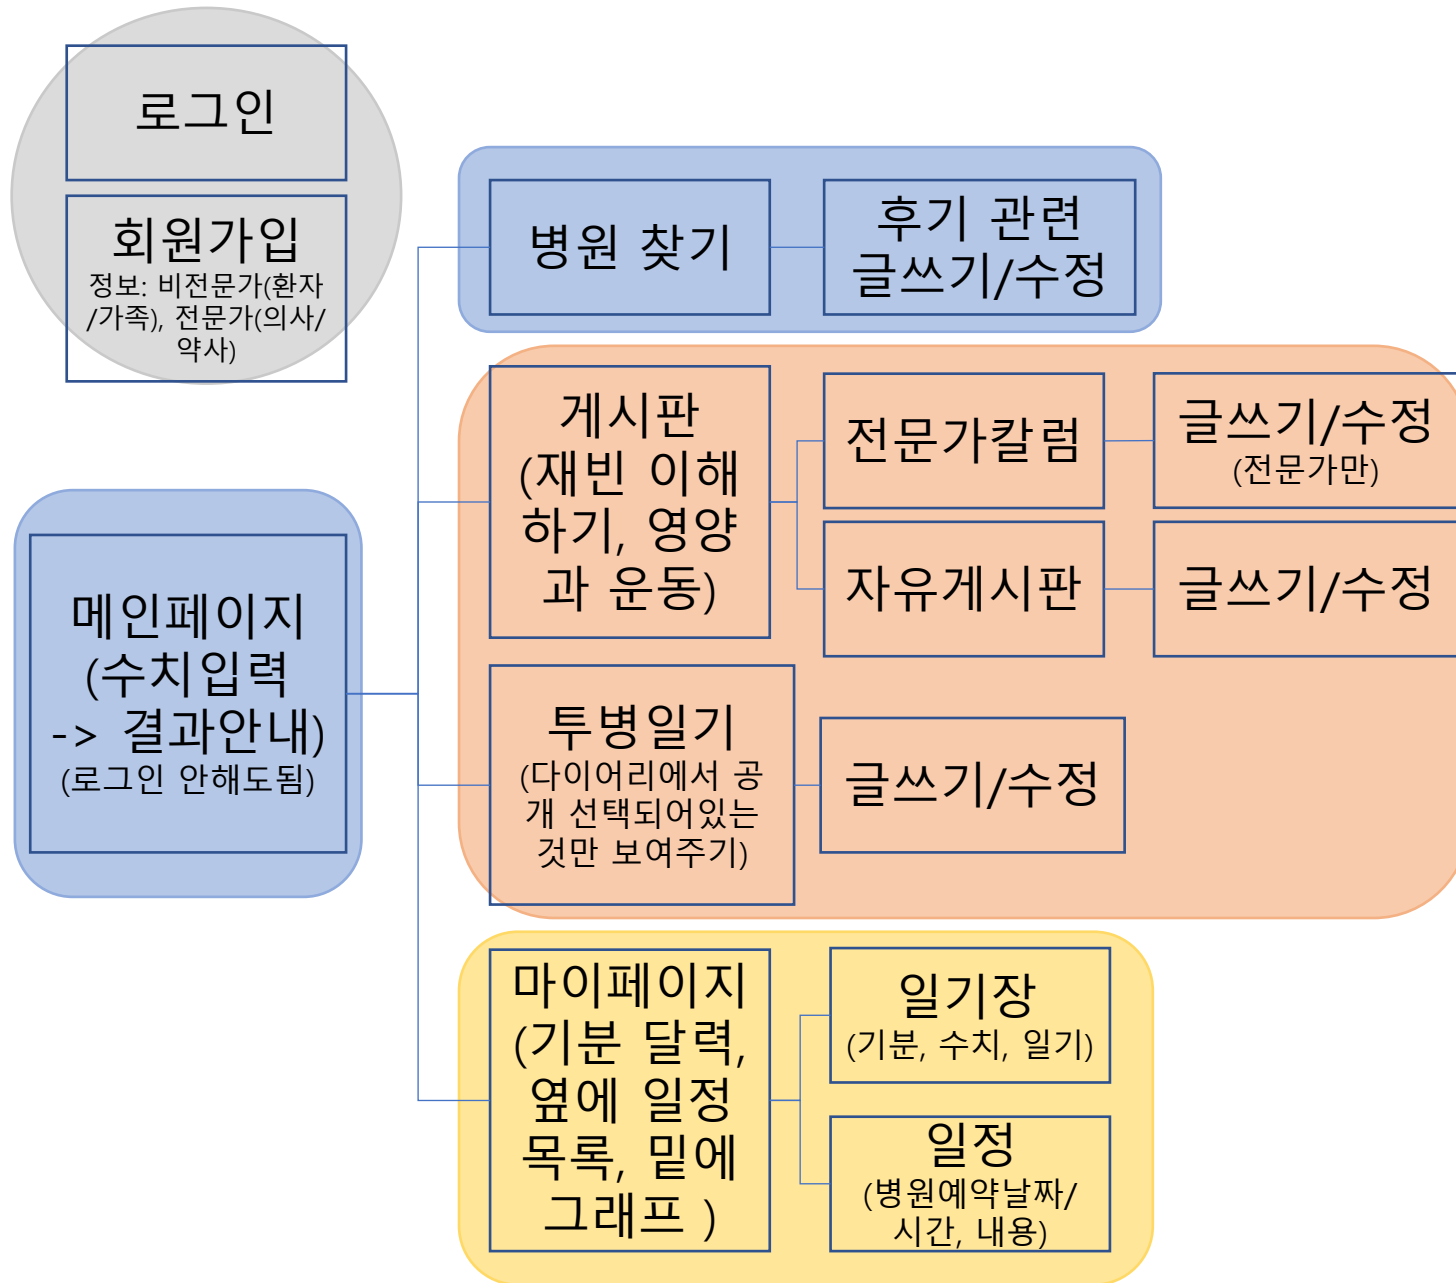 로그인
회원가입
정보: 비전문가(환자
/가족), 전문가(의사/
약사)
메인페이지
(수치입력
-> 결과안내)
(로그인 안해도됨)
병원 찾기
후기 관련
글쓰기/수정
게시판
(재빈 이해
하기, 영양
과 운동)
전문가칼럼
글쓰기/수정
(전문가만)
자유게시판
글쓰기/수정
투병일기
(다이어리에서 공
개 선택되어있는
것만 보여주기)
글쓰기/수정
마이페이지
(기분 달력,
옆에 일정
목록, 밑에
그래프 )
일기장
(기분, 수치, 일기)
일정
(병원예약날짜/
시간, 내용)